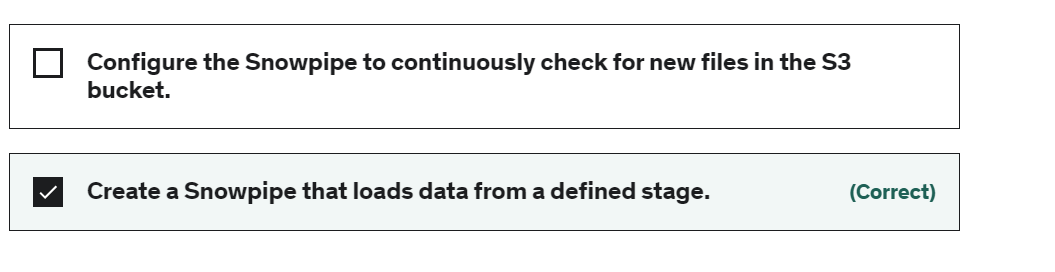 Configure the Snowpipe to continuously check for new files in the S3
bucket.
Create a Snowpipe that loads data from a defined stage. (Correct)